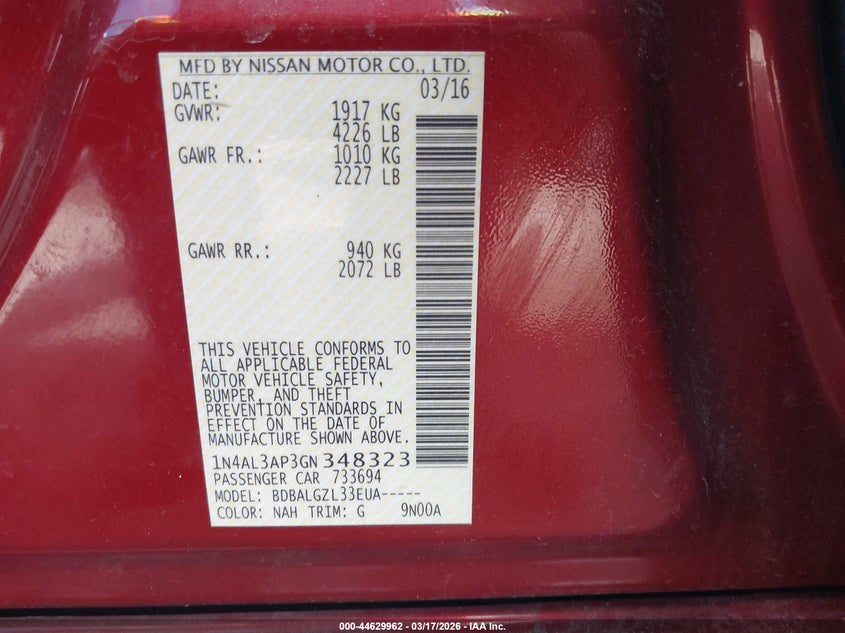 MFD BY NISSAN MOTOR CO., LTD.
DATE: 03/16
GVWR: 1917 KG
4226 LB
GAWR FR.: 1010 KG
2227 LB
GAWR RR.: 940 KG
2072 LB
THIS VEHICLE CONFORMS TO
ALL APPLICABLE FEDERAL
MOTOR VEHICLE SAFETY,
BUMPER, AND THEFT
PREVENTION STANDARDS IN
EFFECT ON THE DATE OF
MANUFACTURE SHOWN ABOVE.
1N4AL3AP3GN348323
PASSENGER CAR 733694
MODEL: BDBALGZL33EUA-----
COLOR: NAH TRIM: G 9N00A
000-44629962 - 03/17/2026 - IAA Inc.